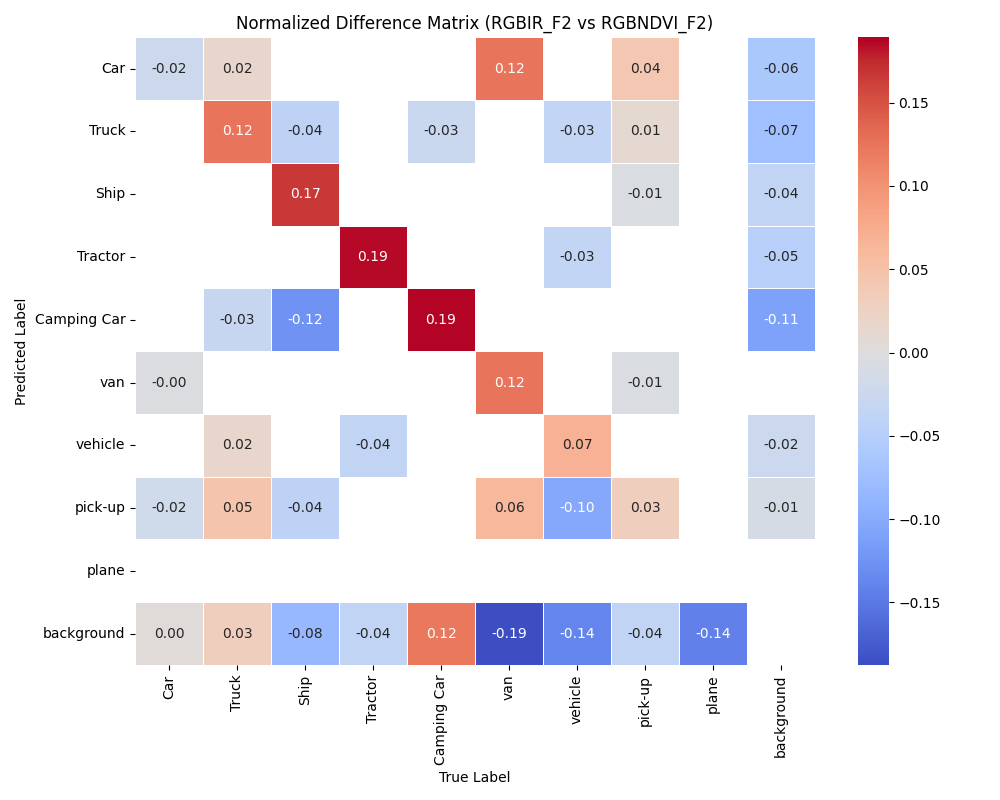 Normalized Difference Matrix (RGBIR_F2 vs RGBNDVI_F2)
Car -0.02 0.02 0.12 0.04 -0.06
Truck 0.12 -0.04 -0.03 -0.03 0.01 -0.07
Ship 0.17 -0.01 -0.04
Tractor 0.19 -0.03 -0.05
Camping Car -0.03 -0.12 0.19 -0.11
van -0.00 0.12 -0.01
vehicle 0.02 -0.04 0.07 -0.02
pick-up -0.02 0.05 -0.04 0.06 -0.10 0.03 -0.01
plane
background 0.00 0.03 -0.08 -0.04 0.12 -0.19 -0.14 -0.04 -0.14
Car Truck Ship Tractor Camping Car van vehicle pick-up plane background
True Label
Predicted Label
0.15
0.10
0.05
0.00
−0.05
−0.10
−0.15